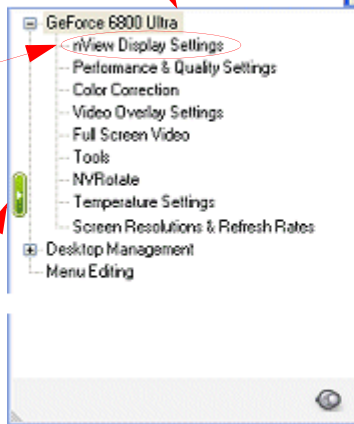 GeForce 6800 Ultra
nView Display Settings
Performance & Quality Settings
Color Correction
Video Overlay Settings
Full Screen Video
Tools
NVRotate
Temperature Settings
Screen Resolutions & Refresh Rates
Desktop Management
Menu Editing